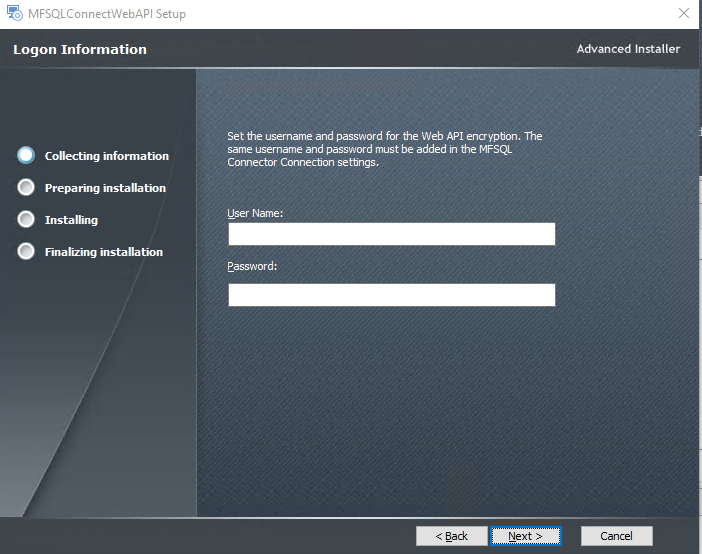 MFSQLConnectWebAPI Setup
Logon Information
Advanced Installer
Collecting information
Preparing installation
Installing
Finalizing installation
Set the username and password for the Web API encryption. The
same username and password must be added in the MFSQL
Connector Connection settings.
User Name:
Password:
< Back
Next >
Cancel